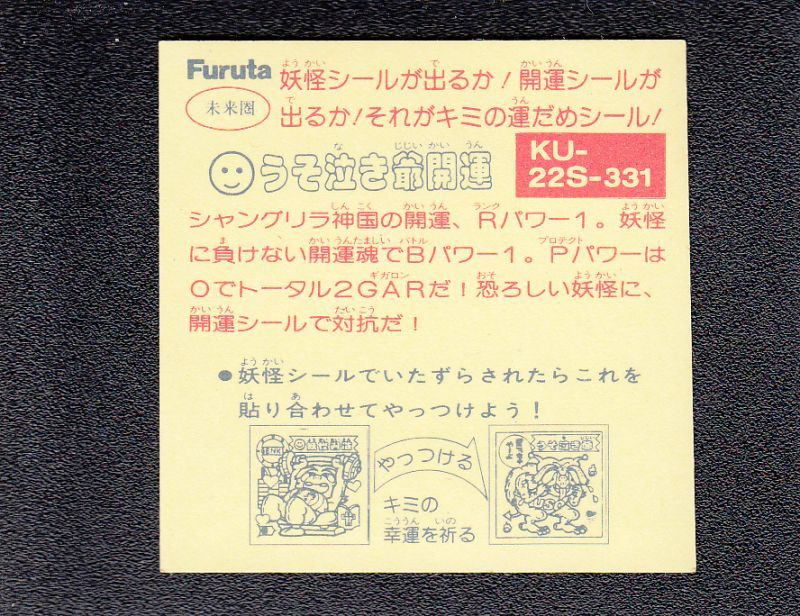 Furuta
未来圏
妖怪シールが出るか!開運シールが
出るか!それがキミの運だめシール!
うそ泣き爺開運
KU-
22S-331
シャングリラ神国の開運、Rパワー1。妖怪
に負けない開運魂でBパワー1。Pパワーは
0でトータル2GARだ!恐ろしい妖怪に、
開運シールで対抗だ!
●妖怪シールでいたずらされたらこれを
貼り合わせてやっつけよう!
やっつける
キミの
幸運を祈る